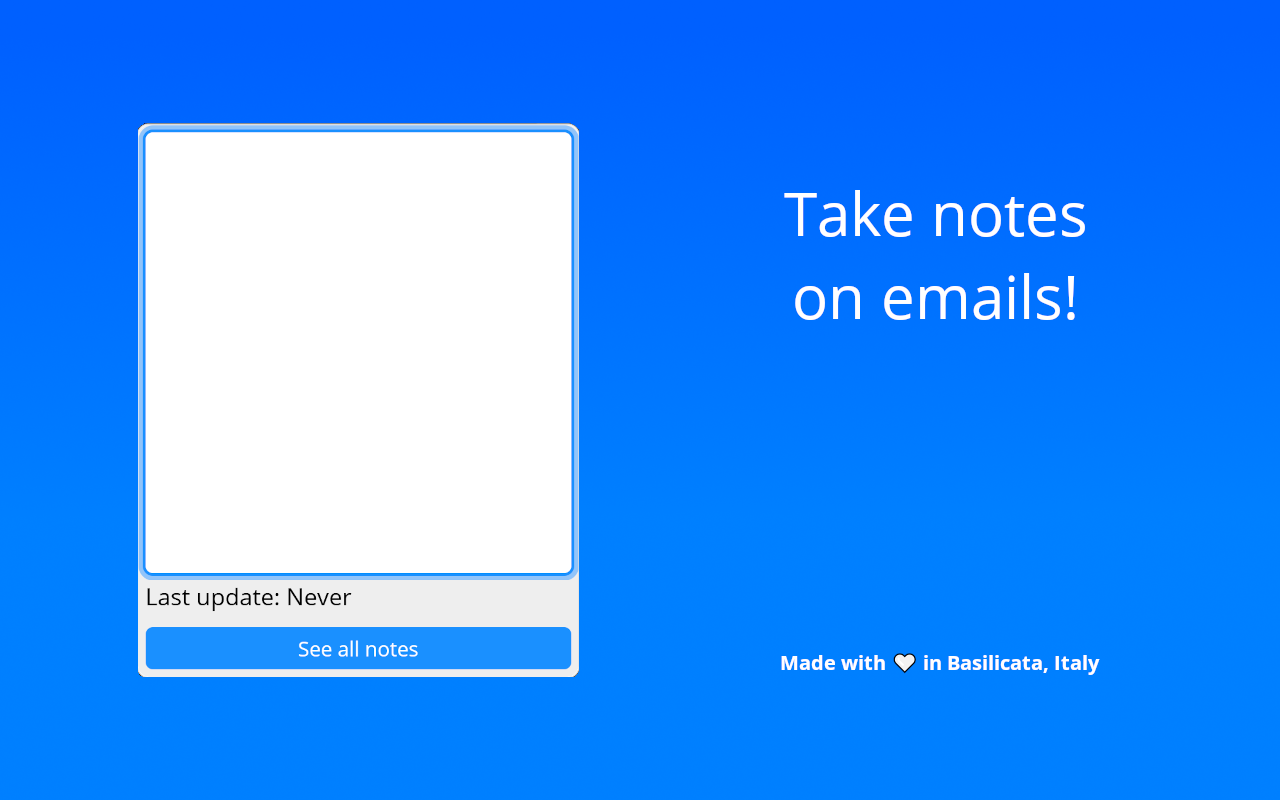 Take notes
on emails!
Last update: Never
See all notes
Made with in Basilicata, Italy